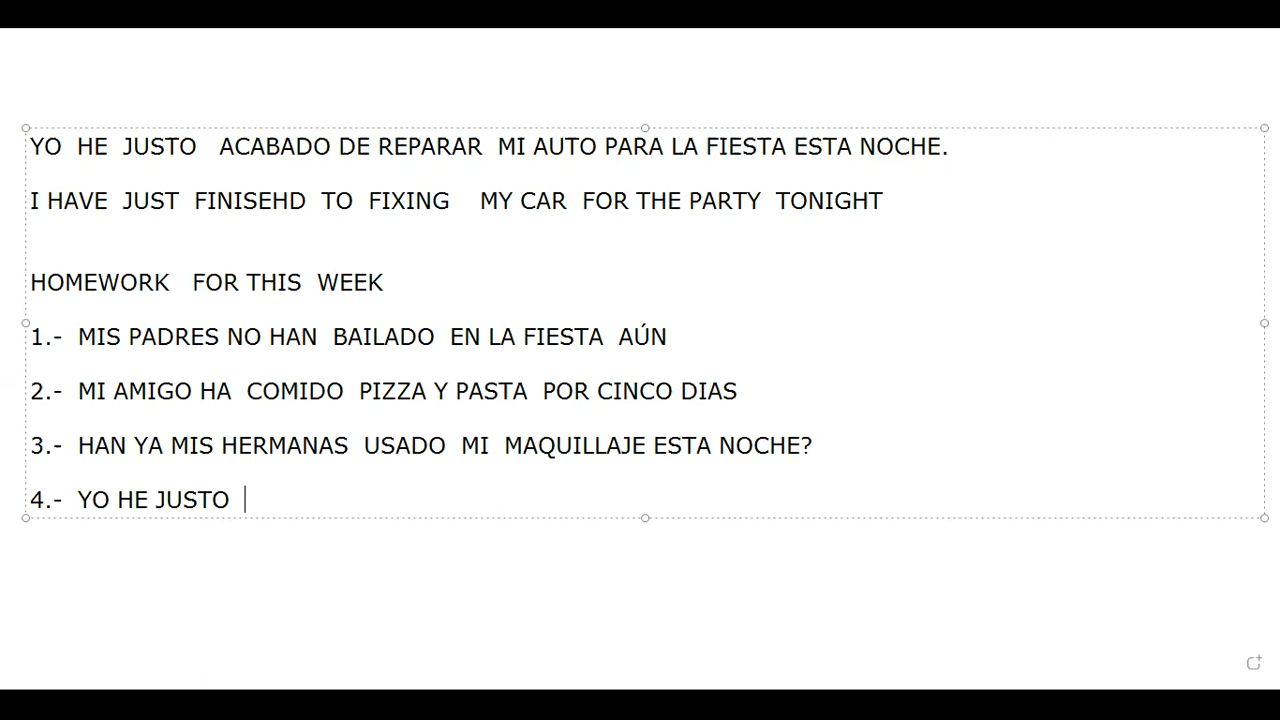 YO HE JUSTO ACABADO DE REPARAR MI AUTO PARA LA FIESTA ESTA NOCHE.
I HAVE JUST FINISEHD TO FIXING MY CAR FOR THE PARTY TONIGHT
HOMEWORK FOR THIS WEEK
1.- MIS PADRES NO HAN BAILADO EN LA FIESTA AÚN
2.- MI AMIGO HA COMIDO PIZZA Y PASTA POR CINCO DIAS
3.- HAN YA MIS HERMANAS USADO MI MAQUILLAJE ESTA NOCHE?
4.- YO HE JUSTO